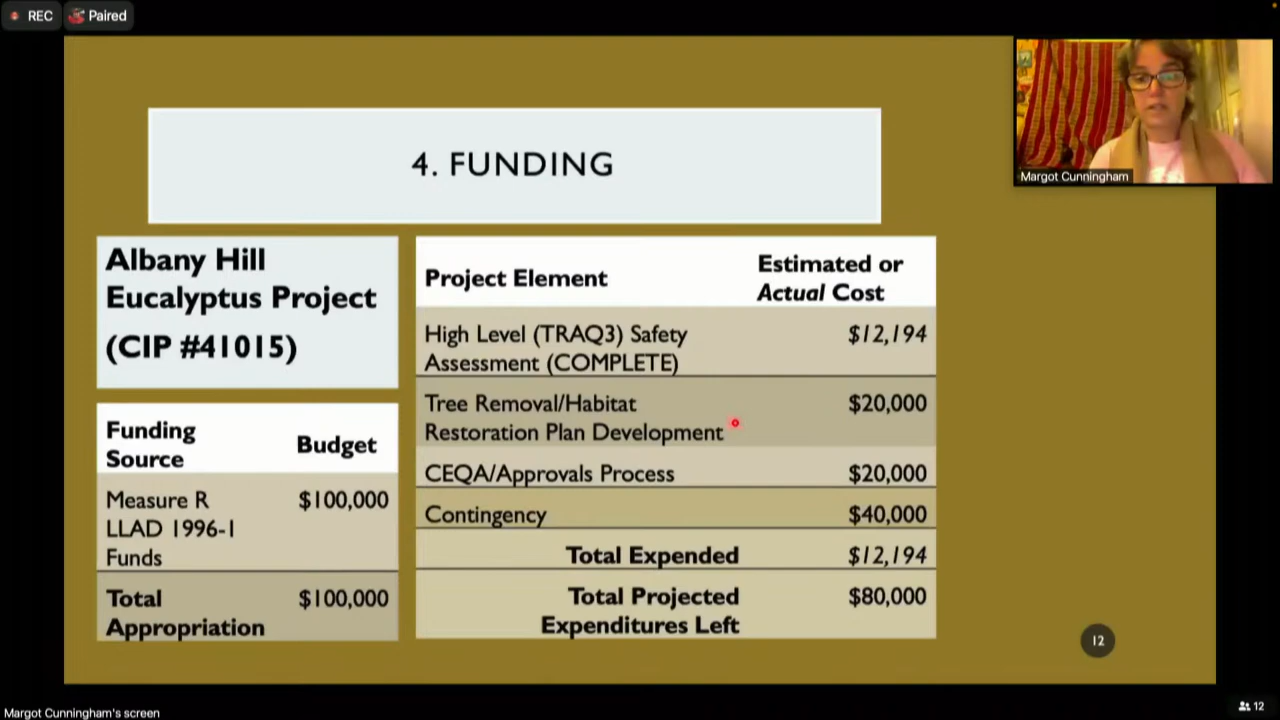 REC
Paired
Margot Cunningham
4. FUNDING
Albany Hill
Eucalyptus Project
(CIP #41015)
Funding
Source
Budget
Measure R
LLAD 1996-1
Funds
$100,000
Total
Appropriation
$100,000
Project Element
Estimated or
Actual Cost
High Level (TRAQ3) Safety
Assessment (COMPLETE)
$12,194
Tree Removal/Habitat
Restoration Plan Development
$20,000
CEQA/Approvals Process
$20,000
Contingency
$40,000
Total Expended
$12,194
Total Projected
Expenditures Left
$80,000
12
Margot Cunningham's screen
12